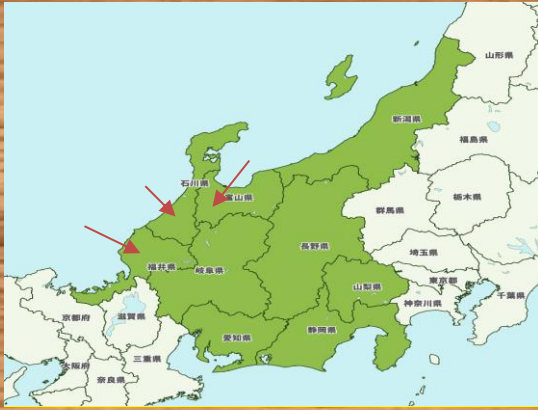 山形県
新潟県
福島県
石川県
富山県
栃木県
群馬県
長野県
埼玉県
福井県
岐阜県
東京都
山梨県
千葉県
神奈川県
京都府
滋賀県
愛知県
静岡県
三重県
大阪府
奈良県